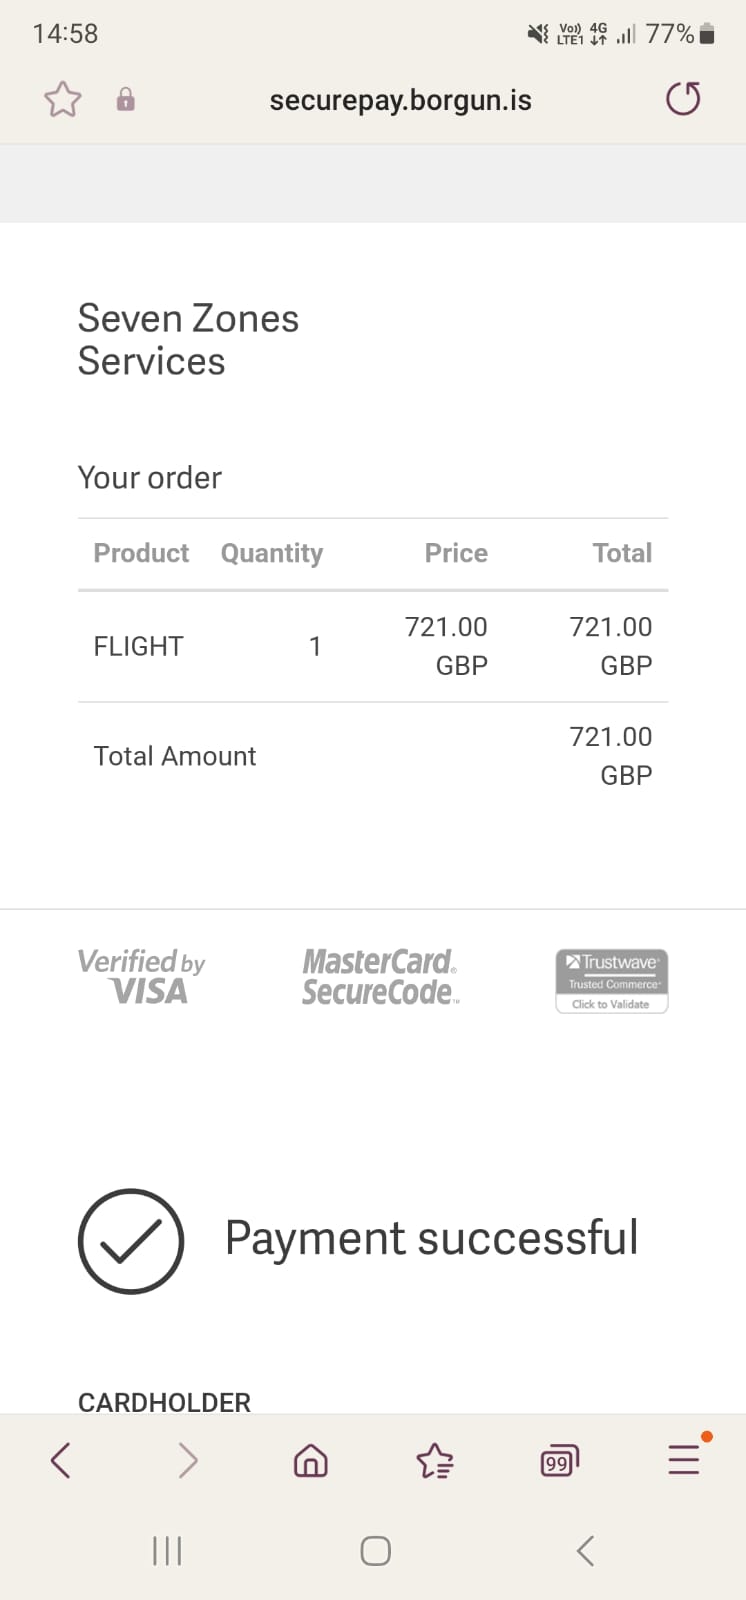 14:58 Vo)) LTE1 4G 77%
securepay.borgun.is
Seven Zones
Services
Your order
Product Quantity Price Total
FLIGHT 1 721.00 GBP 721.00 GBP
Total Amount 721.00 GBP
Verified by
VISA
MasterCard.
SecureCode™
Trustwave®
Trusted Commerce®
Click to Validate
Payment successful
CARDHOLDER
99